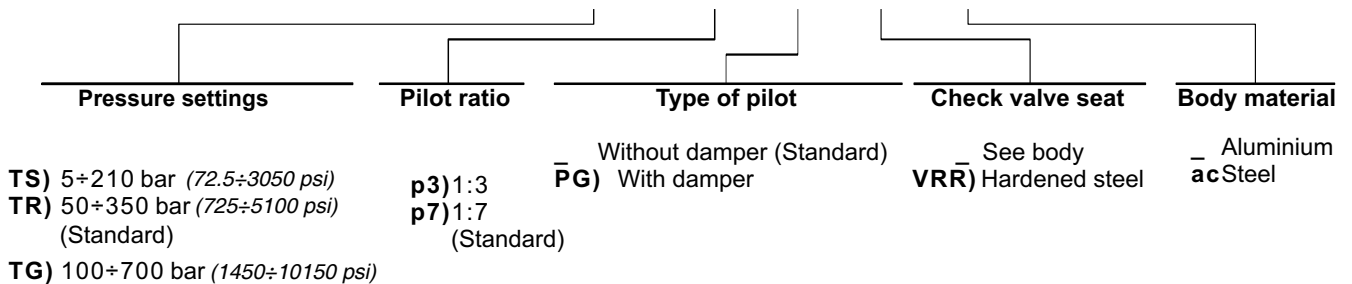 Pressure settings Pilot ratio Type of pilot Check valve seat Body material
TS) 5÷210 bar (72.5÷3050 psi)
TR) 50÷350 bar (725÷5100 psi)
(Standard)
TG) 100÷700 bar (1450÷10150 psi)
p3) 1:3
p7) 1:7
(Standard)
_ Without damper (Standard)
PG) With damper
_ See body
VRR) Hardened steel
_ Aluminium
ac Steel